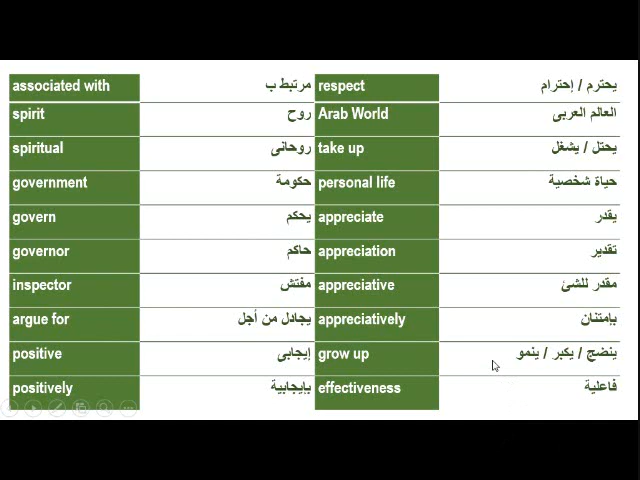 associated with مرتبط ب respect يحترم / إحترام
spirit روح Arab World العالم العربى
spiritual روحانى take up يحتل / يشغل
government حكومة personal life حياة شخصية
govern يحكم appreciate يقدر
governor حاكم appreciation تقدير
inspector مفتش appreciative مقدر للشئ
argue for يجادل من أجل appreciatively بإمتنان
positive إيجابى grow up ينضج / يكبر / ينمو
positively بإيجابية effectiveness فاعلية